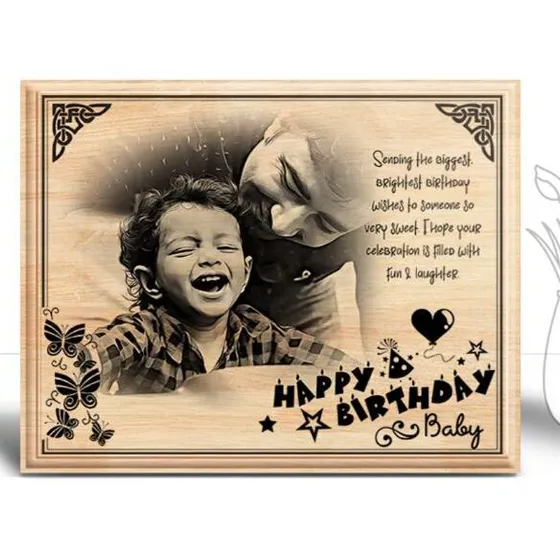 Sending the biggest,
brightest birthday
wishes to someone so
very sweet. I hope your
celebration is filled with
fun & laughter.
HAPPY
BIRTHDAY
Baby